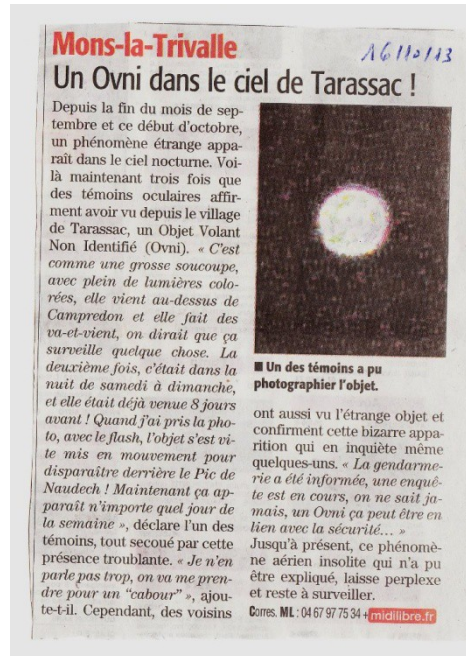 Mons-la-Trivalle
16/10/13
Un Ovni dans le ciel de Tarassac !
Depuis la fin du mois de sep-
tembre et ce début d'octobre,
un phénomène étrange appa-
raît dans le ciel nocturne. Voi-
là maintenant trois fois que
des témoins oculaires affir-
ment avoir vu depuis le village
de Tarassac, un Objet Volant
Non Identifié (Ovni). « C'est
comme une grosse soucoupe,
avec plein de lumières colo-
rées, elle vient au-dessus de
Campredon et elle fait des
va-et-vient, on dirait que ça
surveille quelque chose. La
deuxième fois, c'était dans la
nuit de samedi à dimanche,
et elle était déjà venue 8 jours
avant ! Quand j'ai pris la pho-
to, avec le flash, l'objet s'est vi-
te mis en mouvement pour
disparaître derrière le Pic de
Naudech ! Maintenant ça ap-
paraît n'importe quel jour de
la semaine », déclare l'un des
témoins, tout secoué par cette
présence troublante. « Je n'en
parle pas trop, on va me pren-
dre pour un "cabour" », ajou-
te-t-il. Cependant, des voisins
■ Un des témoins a pu
photographier l'objet.
ont aussi vu l'étrange objet et
confirment cette bizarre appa-
rition qui en inquiète même
quelques-uns. « La gendarme-
rie a été informée, une enquê-
te est en cours, on ne sait ja-
mais, un Ovni ça peut être en
lien avec la sécurité... »
Jusqu'à présent, ce phénomè-
ne aérien insolite qui n'a pu
être expliqué, laisse perplexe
et reste à surveiller.
Corres. ML : 04 67 97 75 34 + midilibre.fr